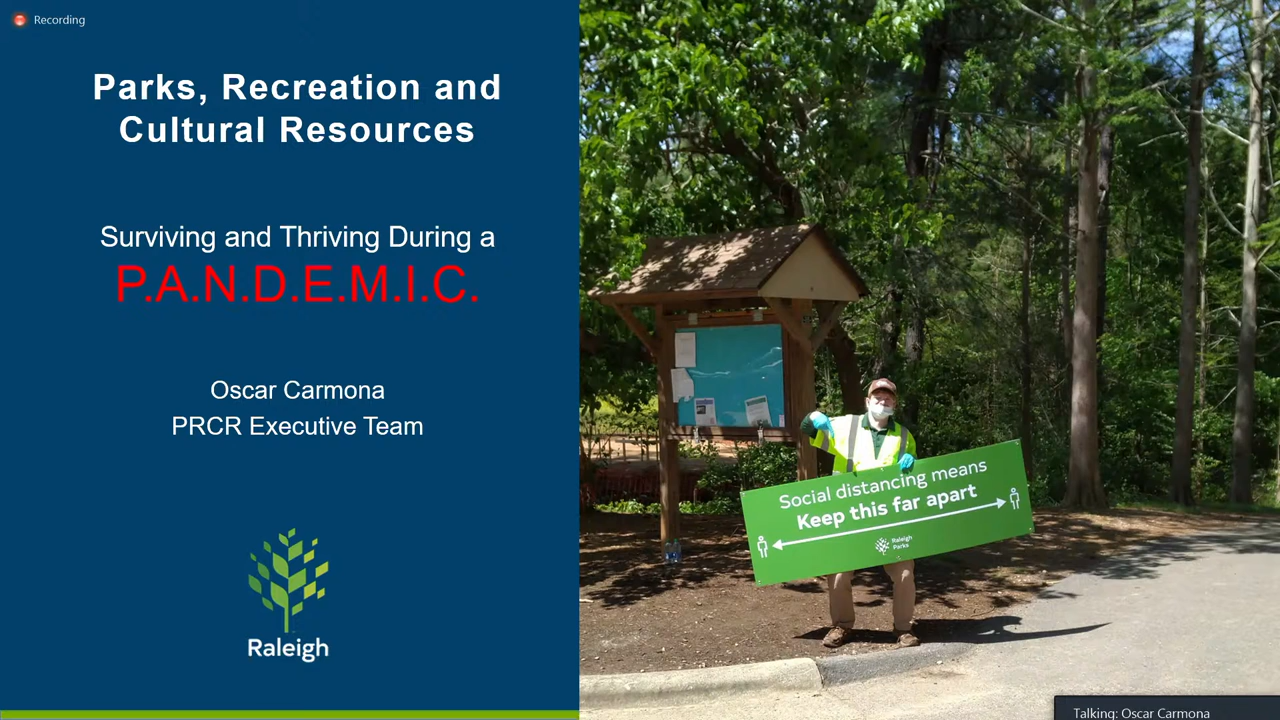 Recording
Parks, Recreation and
Cultural Resources
Surviving and Thriving During a
P.A.N.D.E.M.I.C.
Oscar Carmona
PRCR Executive Team
Raleigh
Social distancing means
Keep this far apart
Raleigh
Parks
Talking: Oscar Carmona